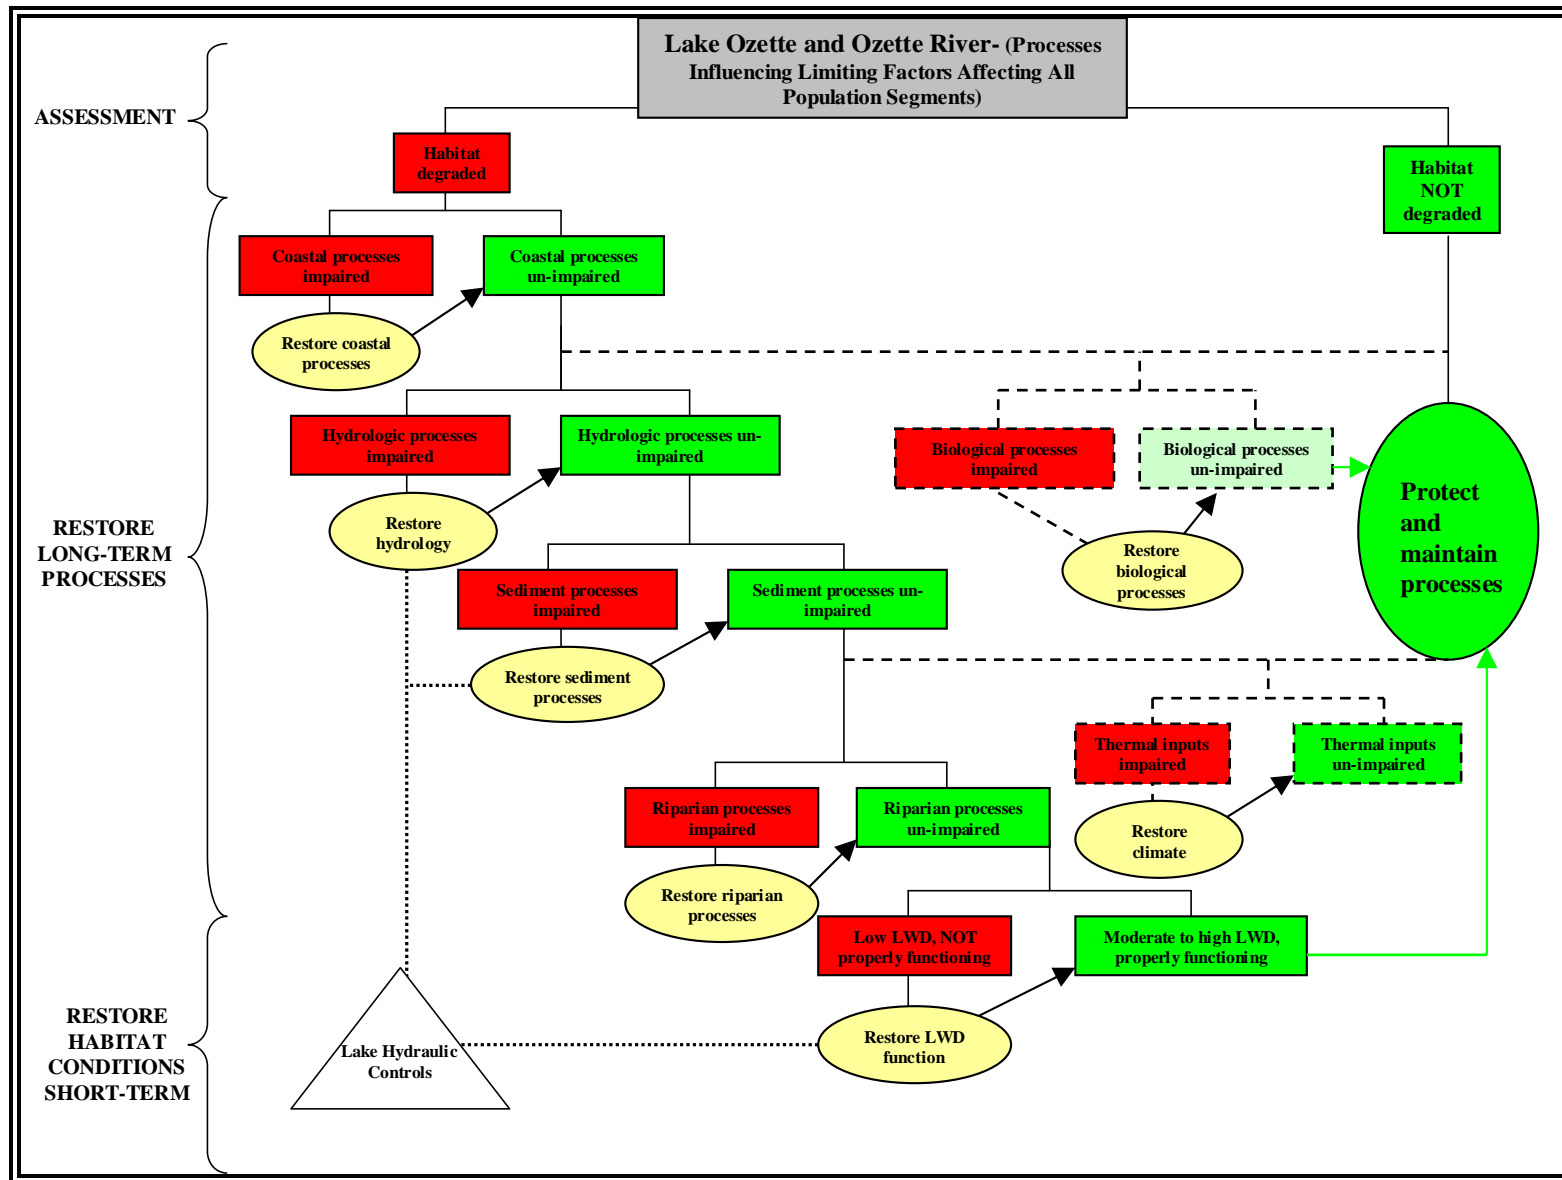 Lake Ozette and Ozette River- (Processes
Influencing Limiting Factors Affecting All
Population Segments)
ASSESSMENT
Habitat
degraded
Habitat
NOT
degraded
Coastal processes
impaired
Coastal processes
un-impaired
Restore coastal
processes
Hydrologic processes
impaired
Hydrologic processes un-
impaired
Biological processes
impaired
Biological processes
un-impaired
Protect
and
maintain
processes
RESTORE
LONG-TERM
PROCESSES
Restore
hydrology
Restore
biological
processes
Sediment processes
impaired
Sediment processes un-
impaired
Restore sediment
processes
Thermal inputs
impaired
Thermal inputs
un-impaired
Riparian processes
impaired
Riparian processes
un-impaired
Restore
climate
Restore riparian
processes
Low LWD, NOT
properly functioning
Moderate to high LWD,
properly functioning
RESTORE
HABITAT
CONDITIONS
SHORT-TERM
Lake Hydraulic
Controls
Restore LWD
function